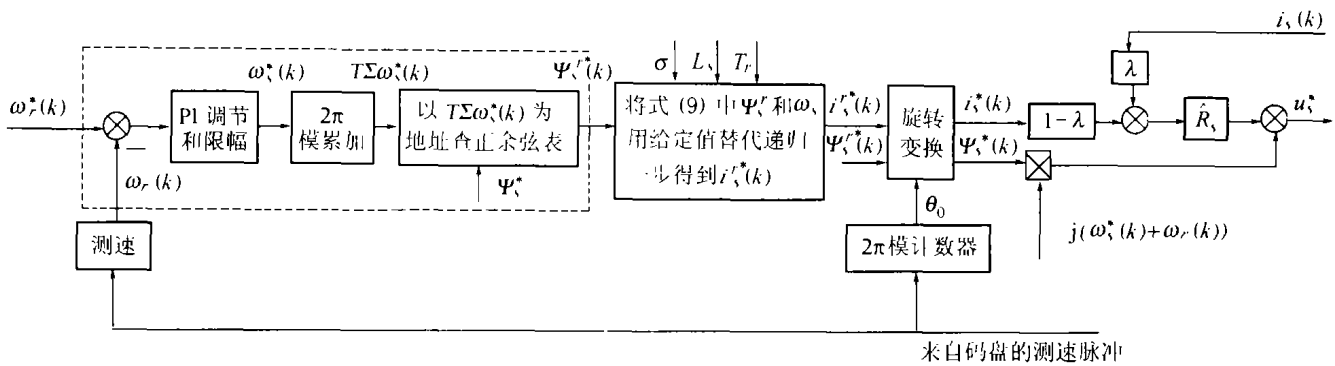 ω_r^*(k)
−
ω_r(k)
测速
PI 调节
和限幅
ω_s^*(k)
2π
模累加
TΣω_s^*(k)
以 TΣω_s^*(k) 为
地址查正余弦表
Ψ_s^*
Ψ_s^{r*}(k)
σ L_s T_r
将式 (9) 中 Ψ_s^r 和 ω_s
用给定值替代递归
一步得到 i_s^{r*}(k)
i_s^{r*}(k)
Ψ_s^{r*}(k)
旋转
变换
θ_0
2π模计数器
i_s^*(k)
Ψ_s^*(k)
1−λ
i_s(k)
λ
R̂_s
u_s^*
j(ω_s^*(k)+ω_r(k))
来自码盘的测速脉冲